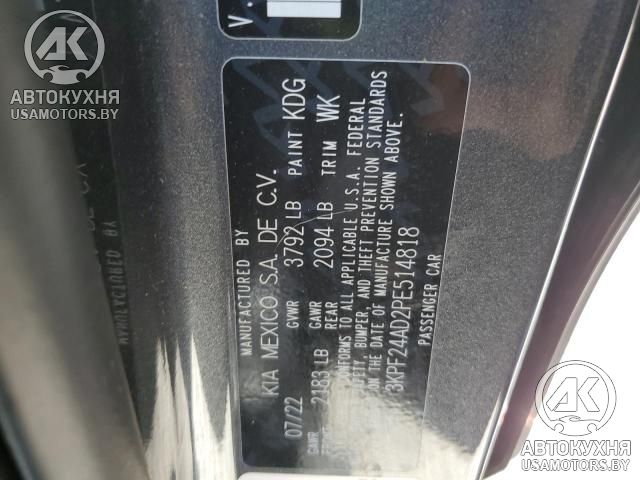 АК
АВТОКУХНЯ
USAMOTORS.BY
V.
MANUFACTURED BY
KIA MEXICO S.A. DE C.V.
07/22 GVWR 3792 LB PAINT KDG
GAWR 2183 LB GAWR REAR 2094 LB TRIM WK
CONFORMS TO ALL APPLICABLE U.S.A. FEDERAL
SAFETY, BUMPER, AND THEFT PREVENTION STANDARDS
THE DATE OF MANUFACTURE SHOWN ABOVE.
3KPF24AD2PE514818
PASSENGER CAR
АК
АВТОКУХНЯ
USAMOTORS.BY